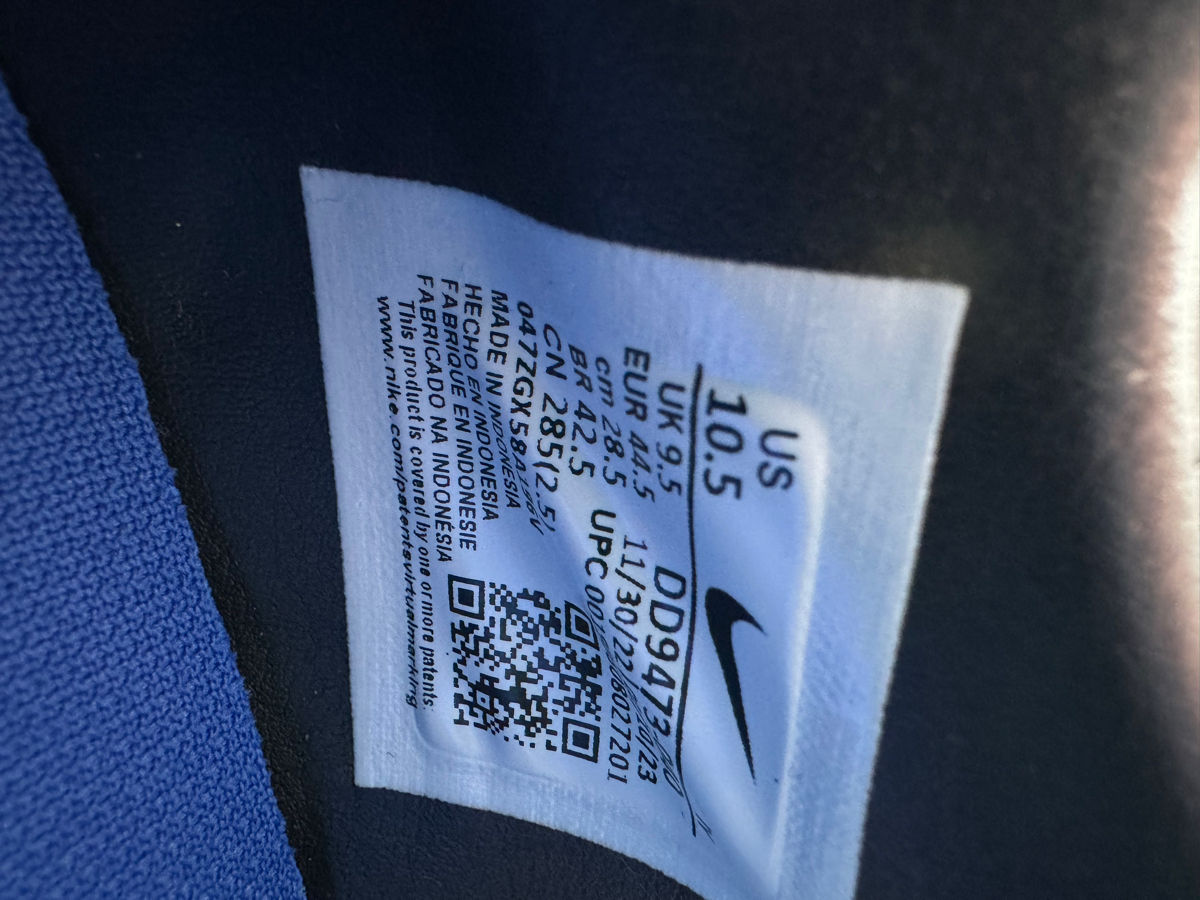 US
10.5
UK 9.5
EUR 44.5
cm 28.5
BR 42.5
CN 285(2.5)
DD9473
11/30/22
UPC
MADE IN INDONESIA
HECHO EN INDONESIA
FABRIQUE EN INDONESIE
FABRICADO NA INDONÉSIA
This product is covered by one or more patents.
www.nike.com/patentsvirtualmarking